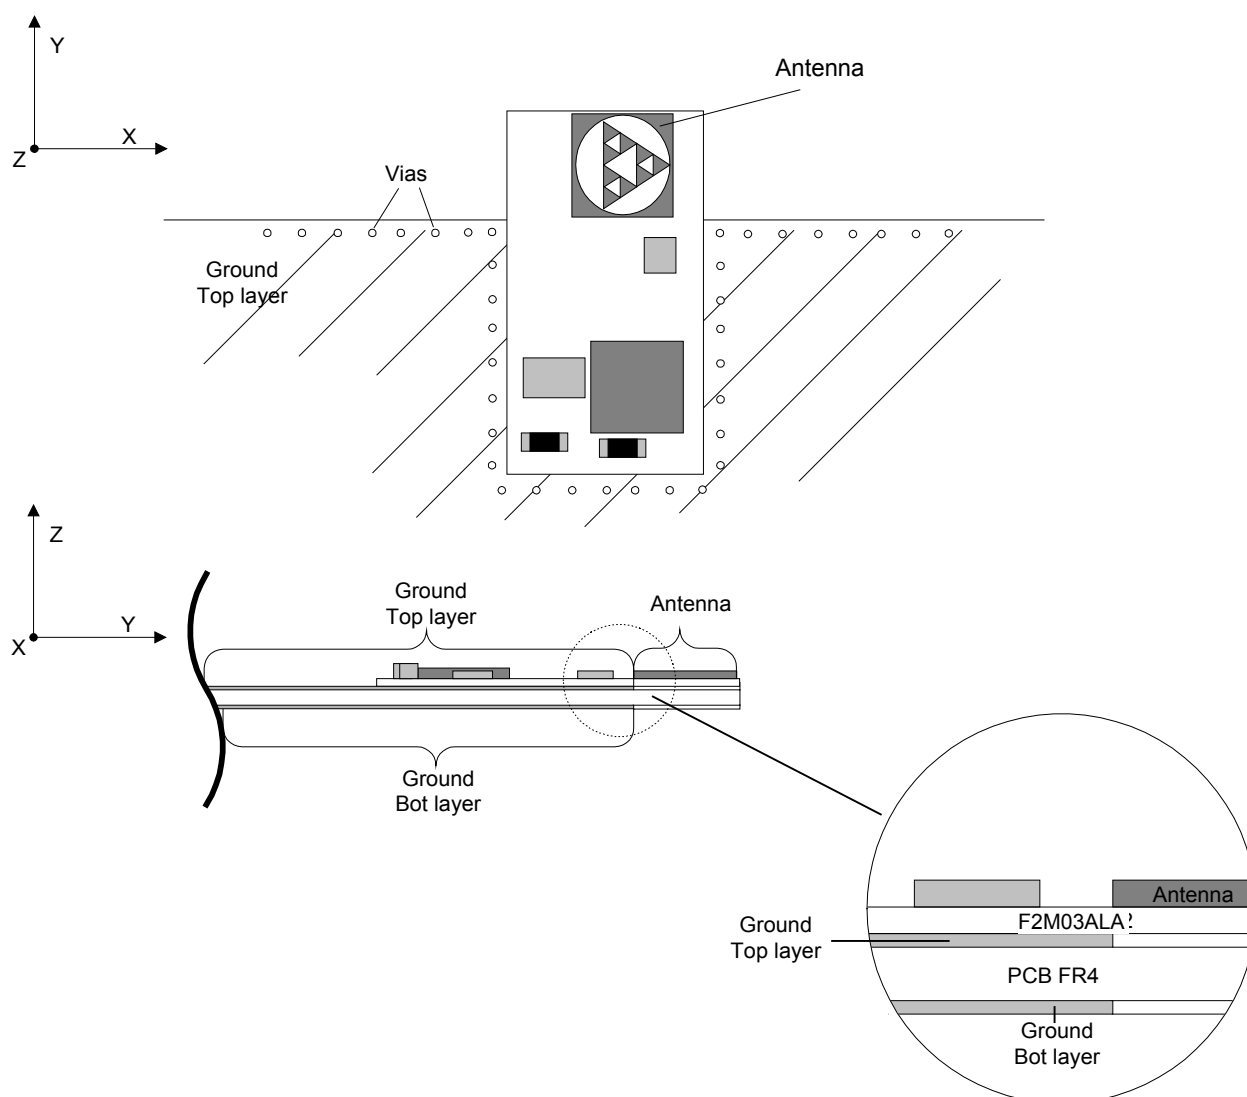 Y
Antenna
X
Z
Vias
Ground
Top layer
Z
Ground
Top layer
Antenna
Y
X
Ground
Bot layer
Antenna
Ground
Top layer
F2M03ALA
PCB FR4
Ground
Bot layer